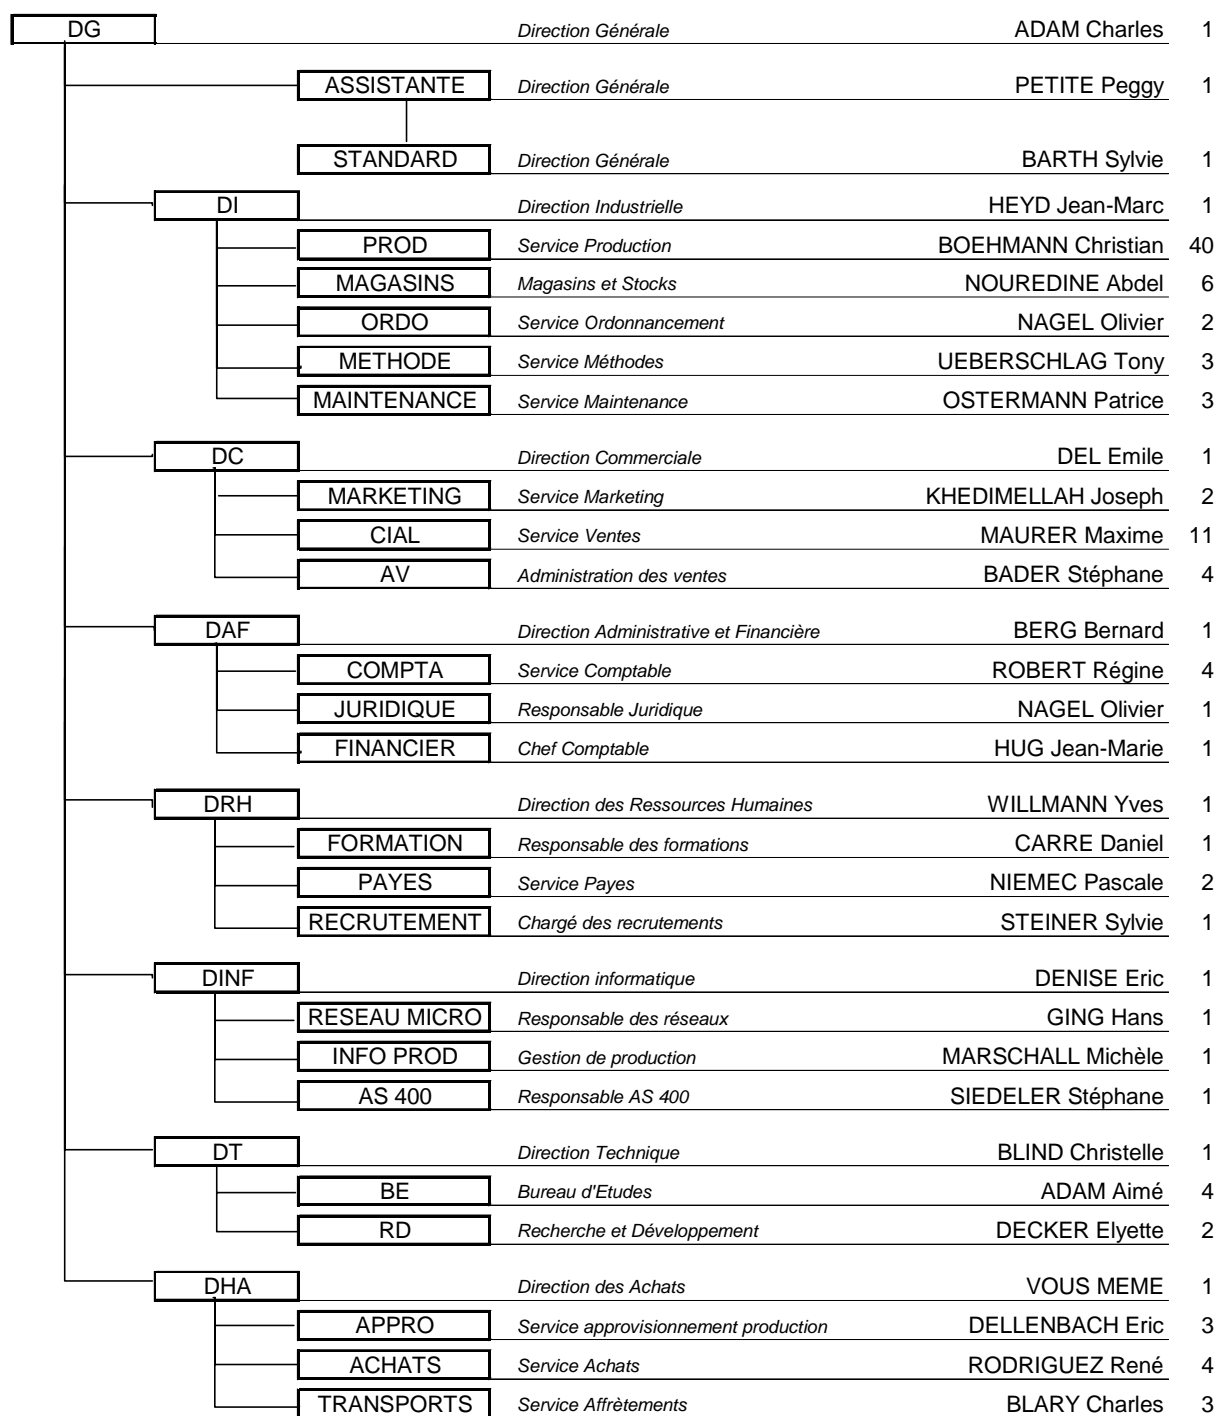 DG Direction Générale ADAM Charles 1
ASSISTANTE Direction Générale PETITE Peggy 1
STANDARD Direction Générale BARTH Sylvie 1
DI Direction Industrielle HEYD Jean-Marc 1
PROD Service Production BOEHMANN Christian 40
MAGASINS Magasins et Stocks NOUREDINE Abdel 6
ORDO Service Ordonnancement NAGEL Olivier 2
METHODE Service Méthodes UEBERSCHLAG Tony 3
MAINTENANCE Service Maintenance OSTERMANN Patrice 3
DC Direction Commerciale DEL Emile 1
MARKETING Service Marketing KHEDIMELLAH Joseph 2
CIAL Service Ventes MAURER Maxime 11
AV Administration des ventes BADER Stéphane 4
DAF Direction Administrative et Financière BERG Bernard 1
COMPTA Service Comptable ROBERT Régine 4
JURIDIQUE Responsable Juridique NAGEL Olivier 1
FINANCIER Chef Comptable HUG Jean-Marie 1
DRH Direction des Ressources Humaines WILLMANN Yves 1
FORMATION Responsable des formations CARRE Daniel 1
PAYES Service Payes NIEMEC Pascale 2
RECRUTEMENT Chargé des recrutements STEINER Sylvie 1
DINF Direction informatique DENISE Eric 1
RESEAU MICRO Responsable des réseaux GING Hans 1
INFO PROD Gestion de production MARSCHALL Michèle 1
AS 400 Responsable AS 400 SIEDELER Stéphane 1
DT Direction Technique BLIND Christelle 1
BE Bureau d'Etudes ADAM Aimé 4
RD Recherche et Développement DECKER Elyette 2
DHA Direction des Achats VOUS MEME 1
APPRO Service approvisionnement production DELLENBACH Eric 3
ACHATS Service Achats RODRIGUEZ René 4
TRANSPORTS Service Affrètements BLARY Charles 3